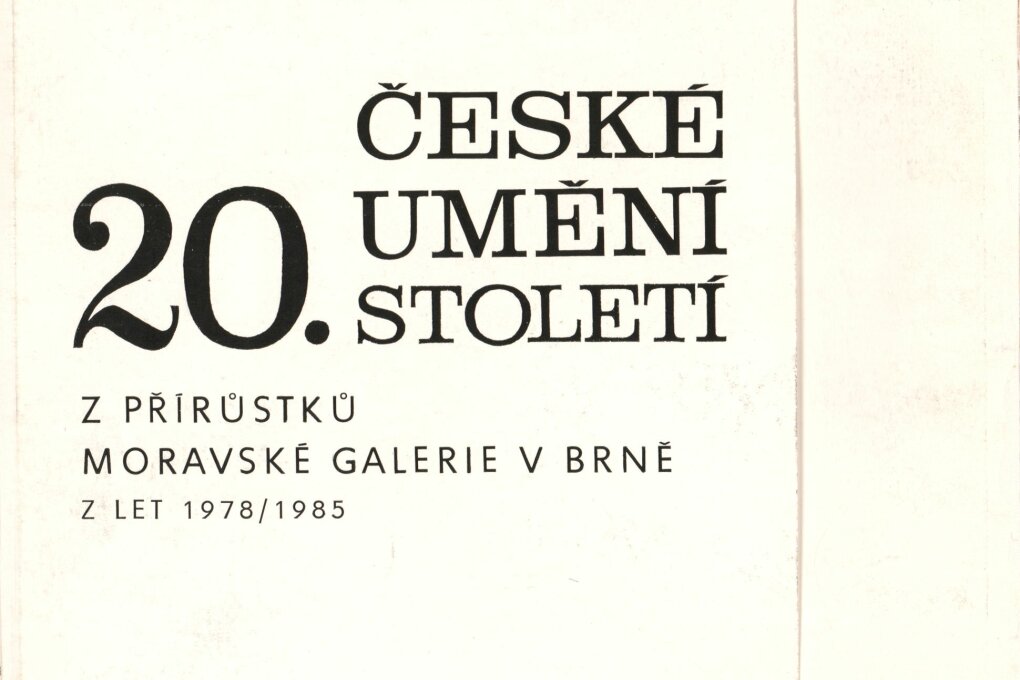 ČESKÉ
UMĚNÍ
20. STOLETÍ
Z PŘÍRŮSTKŮ
MORAVSKÉ GALERIE V BRNĚ
Z LET 1978/1985